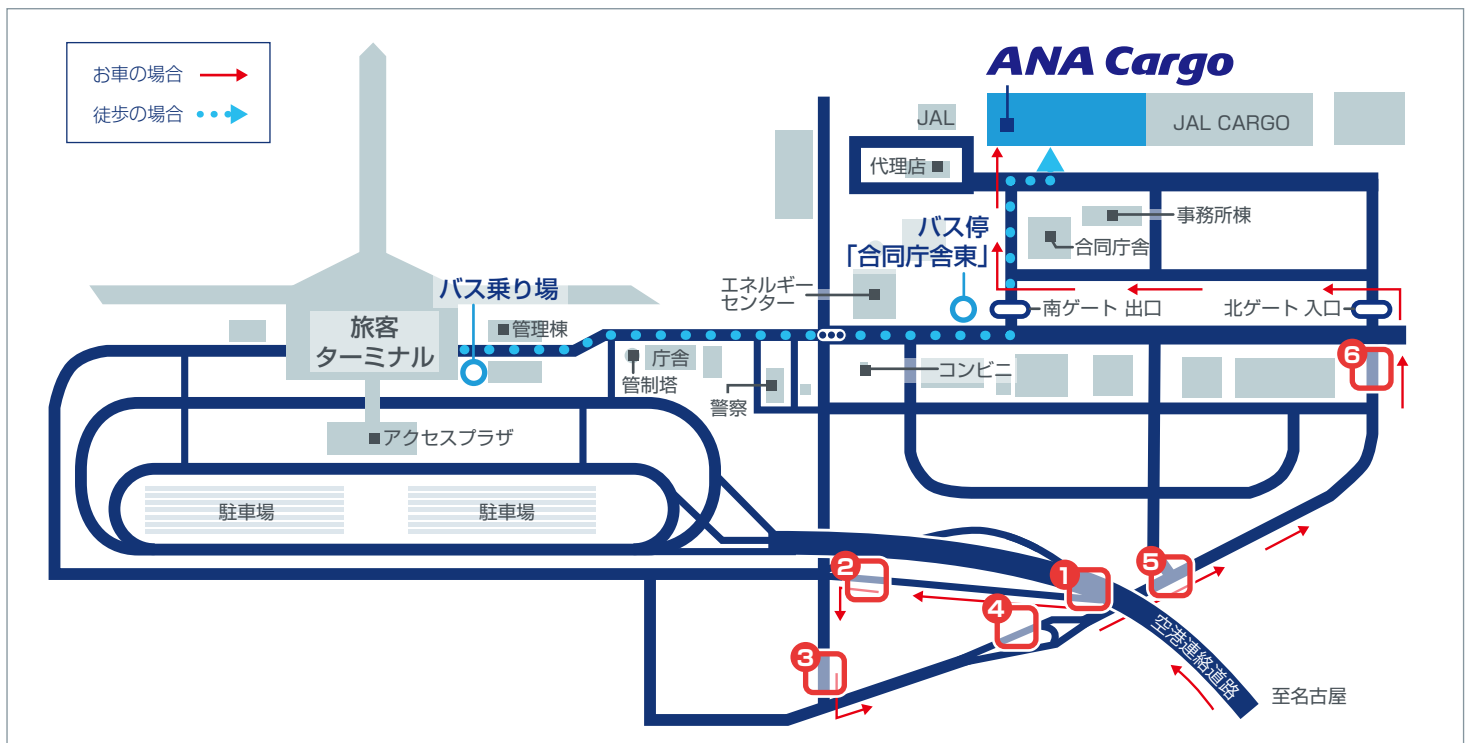 お車の場合
徒歩の場合
ANA Cargo
JAL
JAL CARGO
代理店
バス停
「合同庁舎東」
事務所棟
合同庁舎
エネルギー
センター
バス乗り場
南ゲート 出口
北ゲート 入口
旅客
ターミナル
管理棟
庁舎
管制塔
コンビニ
6
警察
アクセスプラザ
駐車場
駐車場
2
1
5
4
3
空港連絡道路
至名古屋